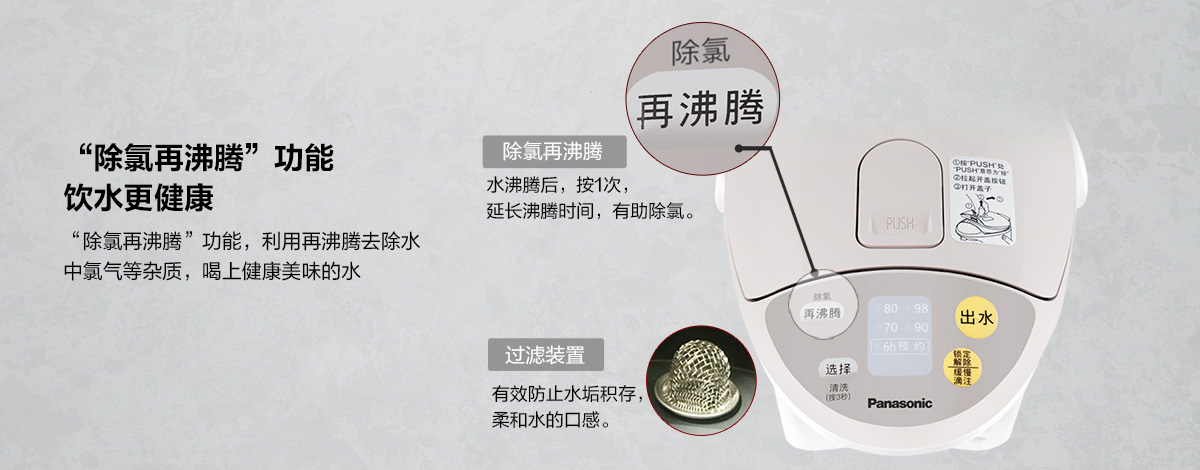 “除氯再沸腾”功能
饮水更健康
“除氯再沸腾”功能，利用再沸腾去除水
中氯气等杂质，喝上健康美味的水
除氯
再沸腾
除氯再沸腾
水沸腾后，按1次，
延长沸腾时间，有助除氯。
过滤装置
有效防止水垢积存，
柔和水的口感。
PUSH
①按"PUSH"处
"PUSH"意思为"按"
②拉起开盖按钮
③打开盖子
除氯
再沸腾
80 98
70 90
6h预约
出水
选择
清洗
(按3秒)
锁定
解除
缓慢
滴注
Panasonic